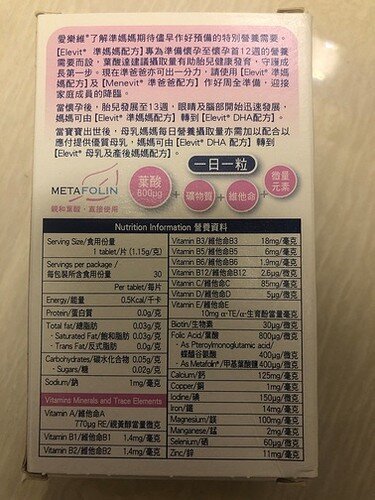 愛樂維®了解準媽媽期待儘早作好預備的特別營養需要。
[Elevit® 準媽媽配方] 專為準備懷孕至懷孕首12週的營養
需要而設，葉酸達建議攝取量有助胎兒健康發育，守護成
長第一步。現在準爸爸亦可出一分力，請使用 [Elevit® 準
媽媽配方] 及 [Menevit® 準爸爸配方] 作好周全準備，迎接
家庭成員的降臨。
當懷孕後，胎兒發展至13週，眼睛及腦部開始迅速發展，
媽媽可由 [Elevit® 準媽媽配方] 轉到 [Elevit® DHA配方]。
當寶寶出世後，母乳媽媽每日營養攝取量亦需加以配合以
應付提供優質母乳，媽媽可由 [Elevit® DHA 配方] 轉到
[Elevit® 母乳及產後媽媽配方]。
一日一粒
METAFOLIN
親和葉酸・直接使用
葉酸
800μg
+
礦物質
+
維他命
+
微量
元素
Nutrition Information 營養資料
Serving Size/食用份量
1 tablet/片 (1.15g/克)
Servings per package /
每包裝所含食用份量 30
Per tablet/每片
Energy/能量 0.5Kcal/千卡
Protein/蛋白質 0.0g/克
Total fat/總脂肪 0.03g/克
- Saturated Fat/飽和脂肪 0.03g/克
- Trans Fat/反式脂肪 0.0g/克
Carbohydrates/碳水化合物 0.05g/克
- Sugars/糖 0.02g/克
Sodium/鈉 1mg/毫克
Vitamins Minerals and Trace Elements
Vitamin A/維他命A
770μg RE/視黃醇當量微克
Vitamin B1/維他命B1 1.4mg/毫克
Vitamin B2/維他命B2 1.4mg/毫克
Vitamin B3/維他命B3 18mg/毫克
Vitamin B5/維他命B5 6mg/毫克
Vitamin B6/維他命B6 1.9mg/毫克
Vitamin B12/維他命B12 2.6μg/微克
Vitamin C/維他命C 85mg/毫克
Vitamin D/維他命D 5μg/微克
Vitamin E/維他命E
10mg α-TE/α-生育酚當量毫克
Biotin/生物素 30μg/微克
Folic Acid/葉酸 800μg/微克
- As Pteroylmonoglutamic acid/
蝶醯谷氨酸 400μg/微克
- As Metafolin®/甲基葉酸鹽 400μg/微克
Calcium/鈣 125mg/毫克
Copper/銅 1mg/毫克
Iodine/碘 150μg/微克
Iron/鐵 14mg/毫克
Magnesium/鎂 100mg/毫克
Manganese/錳 2mg/毫克
Selenium/硒 60μg/微克
Zinc/鋅 11mg/毫克